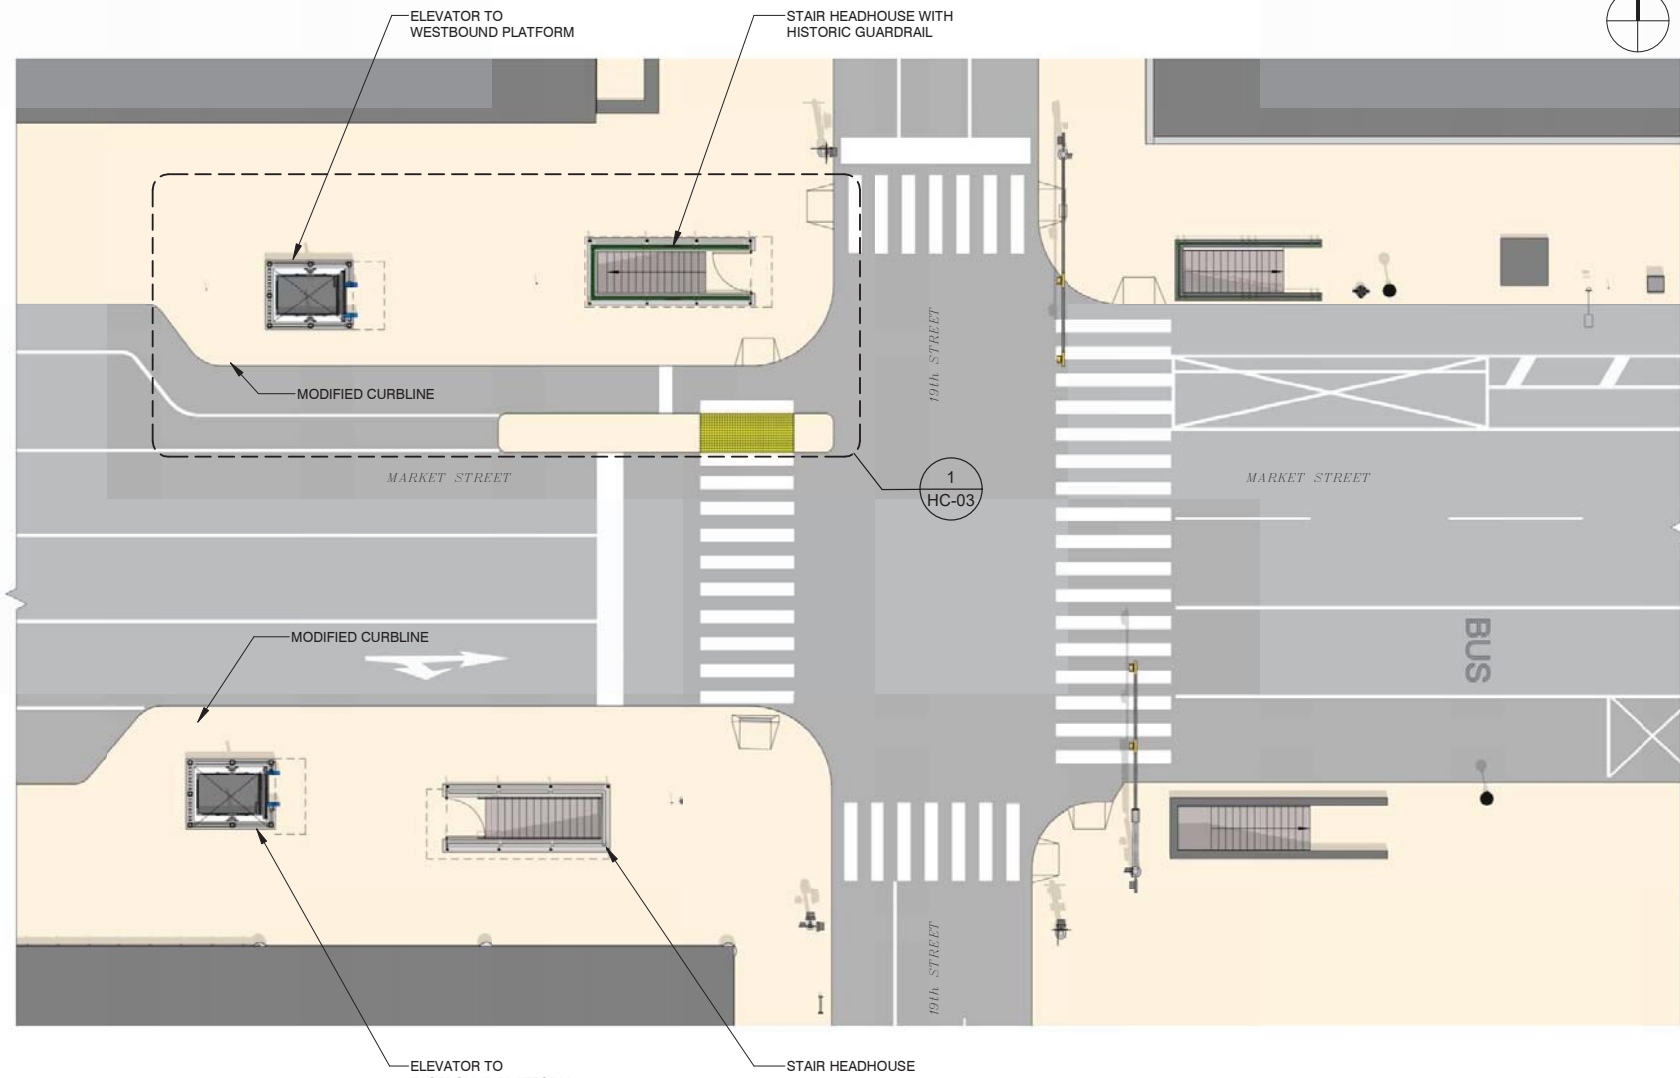 ELEVATOR TO
WESTBOUND PLATFORM
STAIR HEADHOUSE WITH
HISTORIC GUARDRAIL
19th STREET
MODIFIED CURBLINE
MARKET STREET
MARKET STREET
1
HC-03
MODIFIED CURBLINE
BUS
19th STREET
ELEVATOR TO
STAIR HEADHOUSE